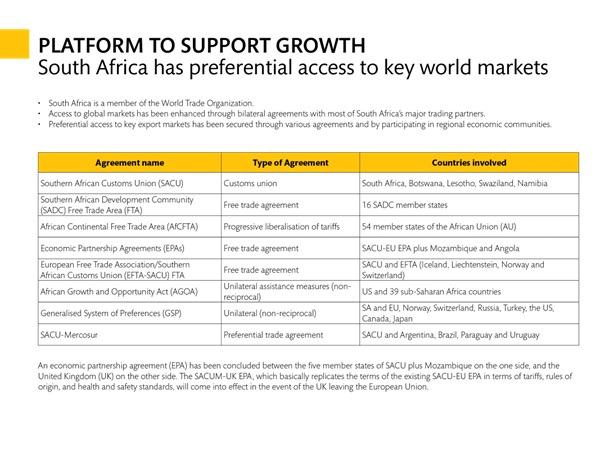 PLATFORM TO SUPPORT GROWTH
South Africa has preferential access to key world markets
• South Africa is a member of the World Trade Organization.
• Access to global markets has been enhanced through bilateral agreements with most of South Africa's major trading partners.
• Preferential access to key export markets has been secured through various agreements and by participating in regional economic communities.
Agreement name Type of Agreement Countries involved
Southern African Customs Union (SACU) Customs union South Africa, Botswana, Lesotho, Swaziland, Namibia
Southern African Development Community
(SADC) Free Trade Area (FTA) Free trade agreement 16 SADC member states
African Continental Free Trade Area (AfCFTA) Progressive liberalisation of tariffs 54 member states of the African Union (AU)
Economic Partnership Agreements (EPAs) Free trade agreement SACU-EU EPA plus Mozambique and Angola
European Free Trade Association/Southern
African Customs Union (EFTA-SACU) FTA Free trade agreement SACU and EFTA (Iceland, Liechtenstein, Norway and
Switzerland)
African Growth and Opportunity Act (AGOA) Unilateral assistance measures (non-
reciprocal) US and 39 sub-Saharan Africa countries
Generalised System of Preferences (GSP) Unilateral (non-reciprocal) SA and EU, Norway, Switzerland, Russia, Turkey, the US,
Canada, Japan
SACU-Mercosur Preferential trade agreement SACU and Argentina, Brazil, Paraguay and Uruguay
An economic partnership agreement (EPA) has been concluded between the five member states of SACU plus Mozambique on the one side, and the
United Kingdom (UK) on the other side. The SACUM-UK EPA, which basically replicates the terms of the existing SACU-EU EPA in terms of tariffs, rules of
origin, and health and safety standards, will come into effect in the event of the UK leaving the European Union.